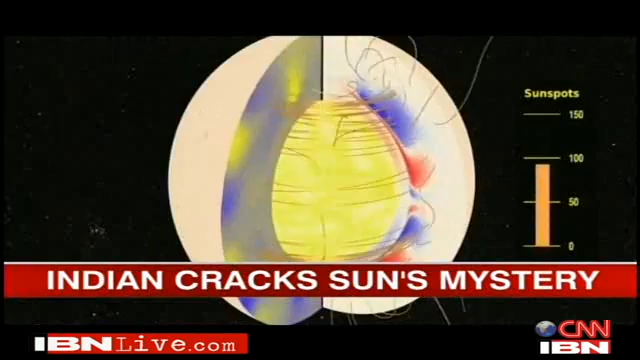 Sunspots
150
100
50
0
INDIAN CRACKS SUN'S MYSTERY
IBNLive.com
CNN
IBN